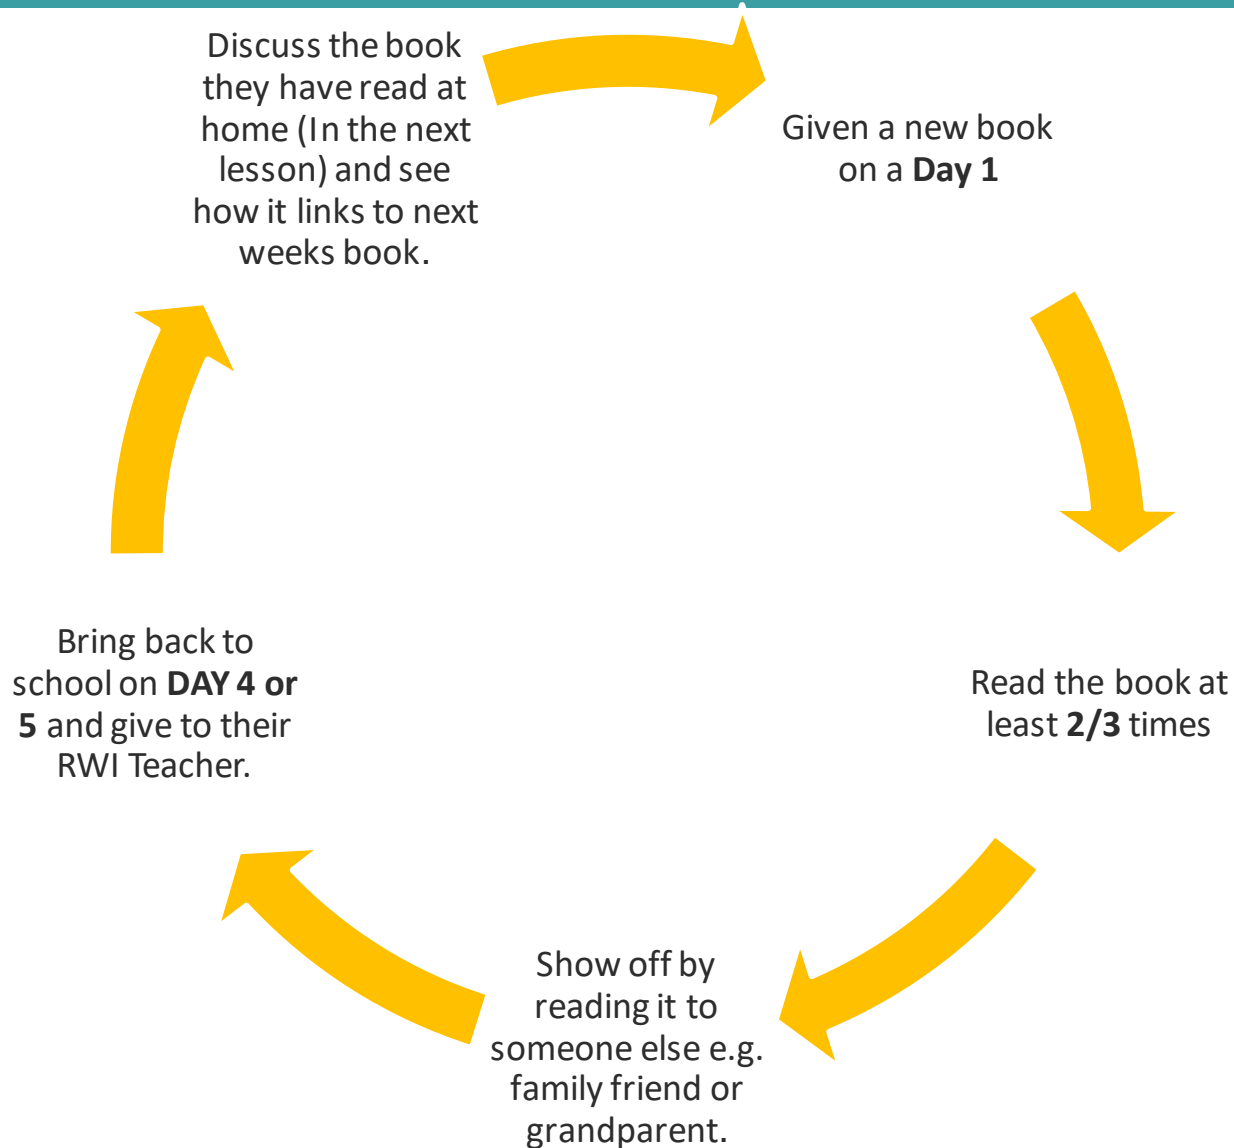 Discuss the book
they have read at
home (In the next
lesson) and see
how it links to next
weeks book.
Given a new book
on a Day 1
Read the book at
least 2/3 times
Show off by
reading it to
someone else e.g.
family friend or
grandparent.
Bring back to
school on DAY 4 or
5 and give to their
RWI Teacher.